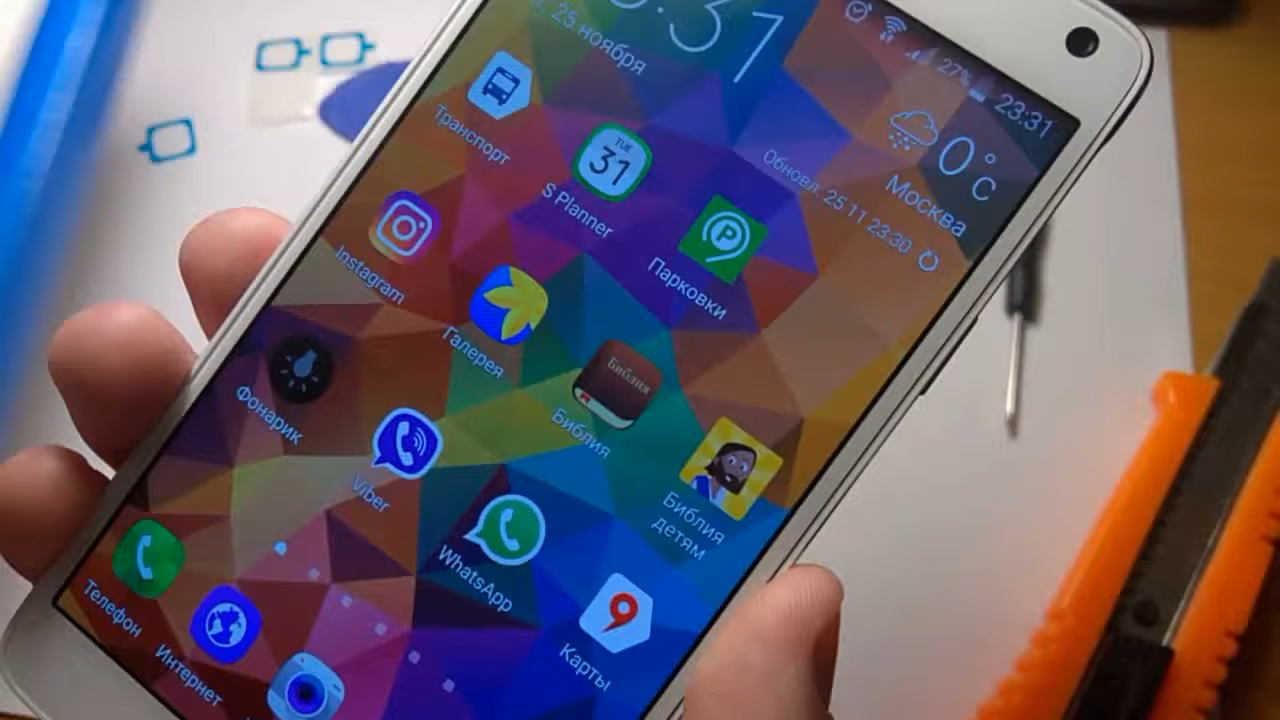 27%
23:31
25 ноября
0°C
Москва
Обновл. 25 11 23:30
Транспорт
TUE
31
S Planner
P
Парковки
Instagram
Галерея
Библия
Библия
Библия
детям
Фонарик
Viber
WhatsApp
Карты
Телефон
Интернет